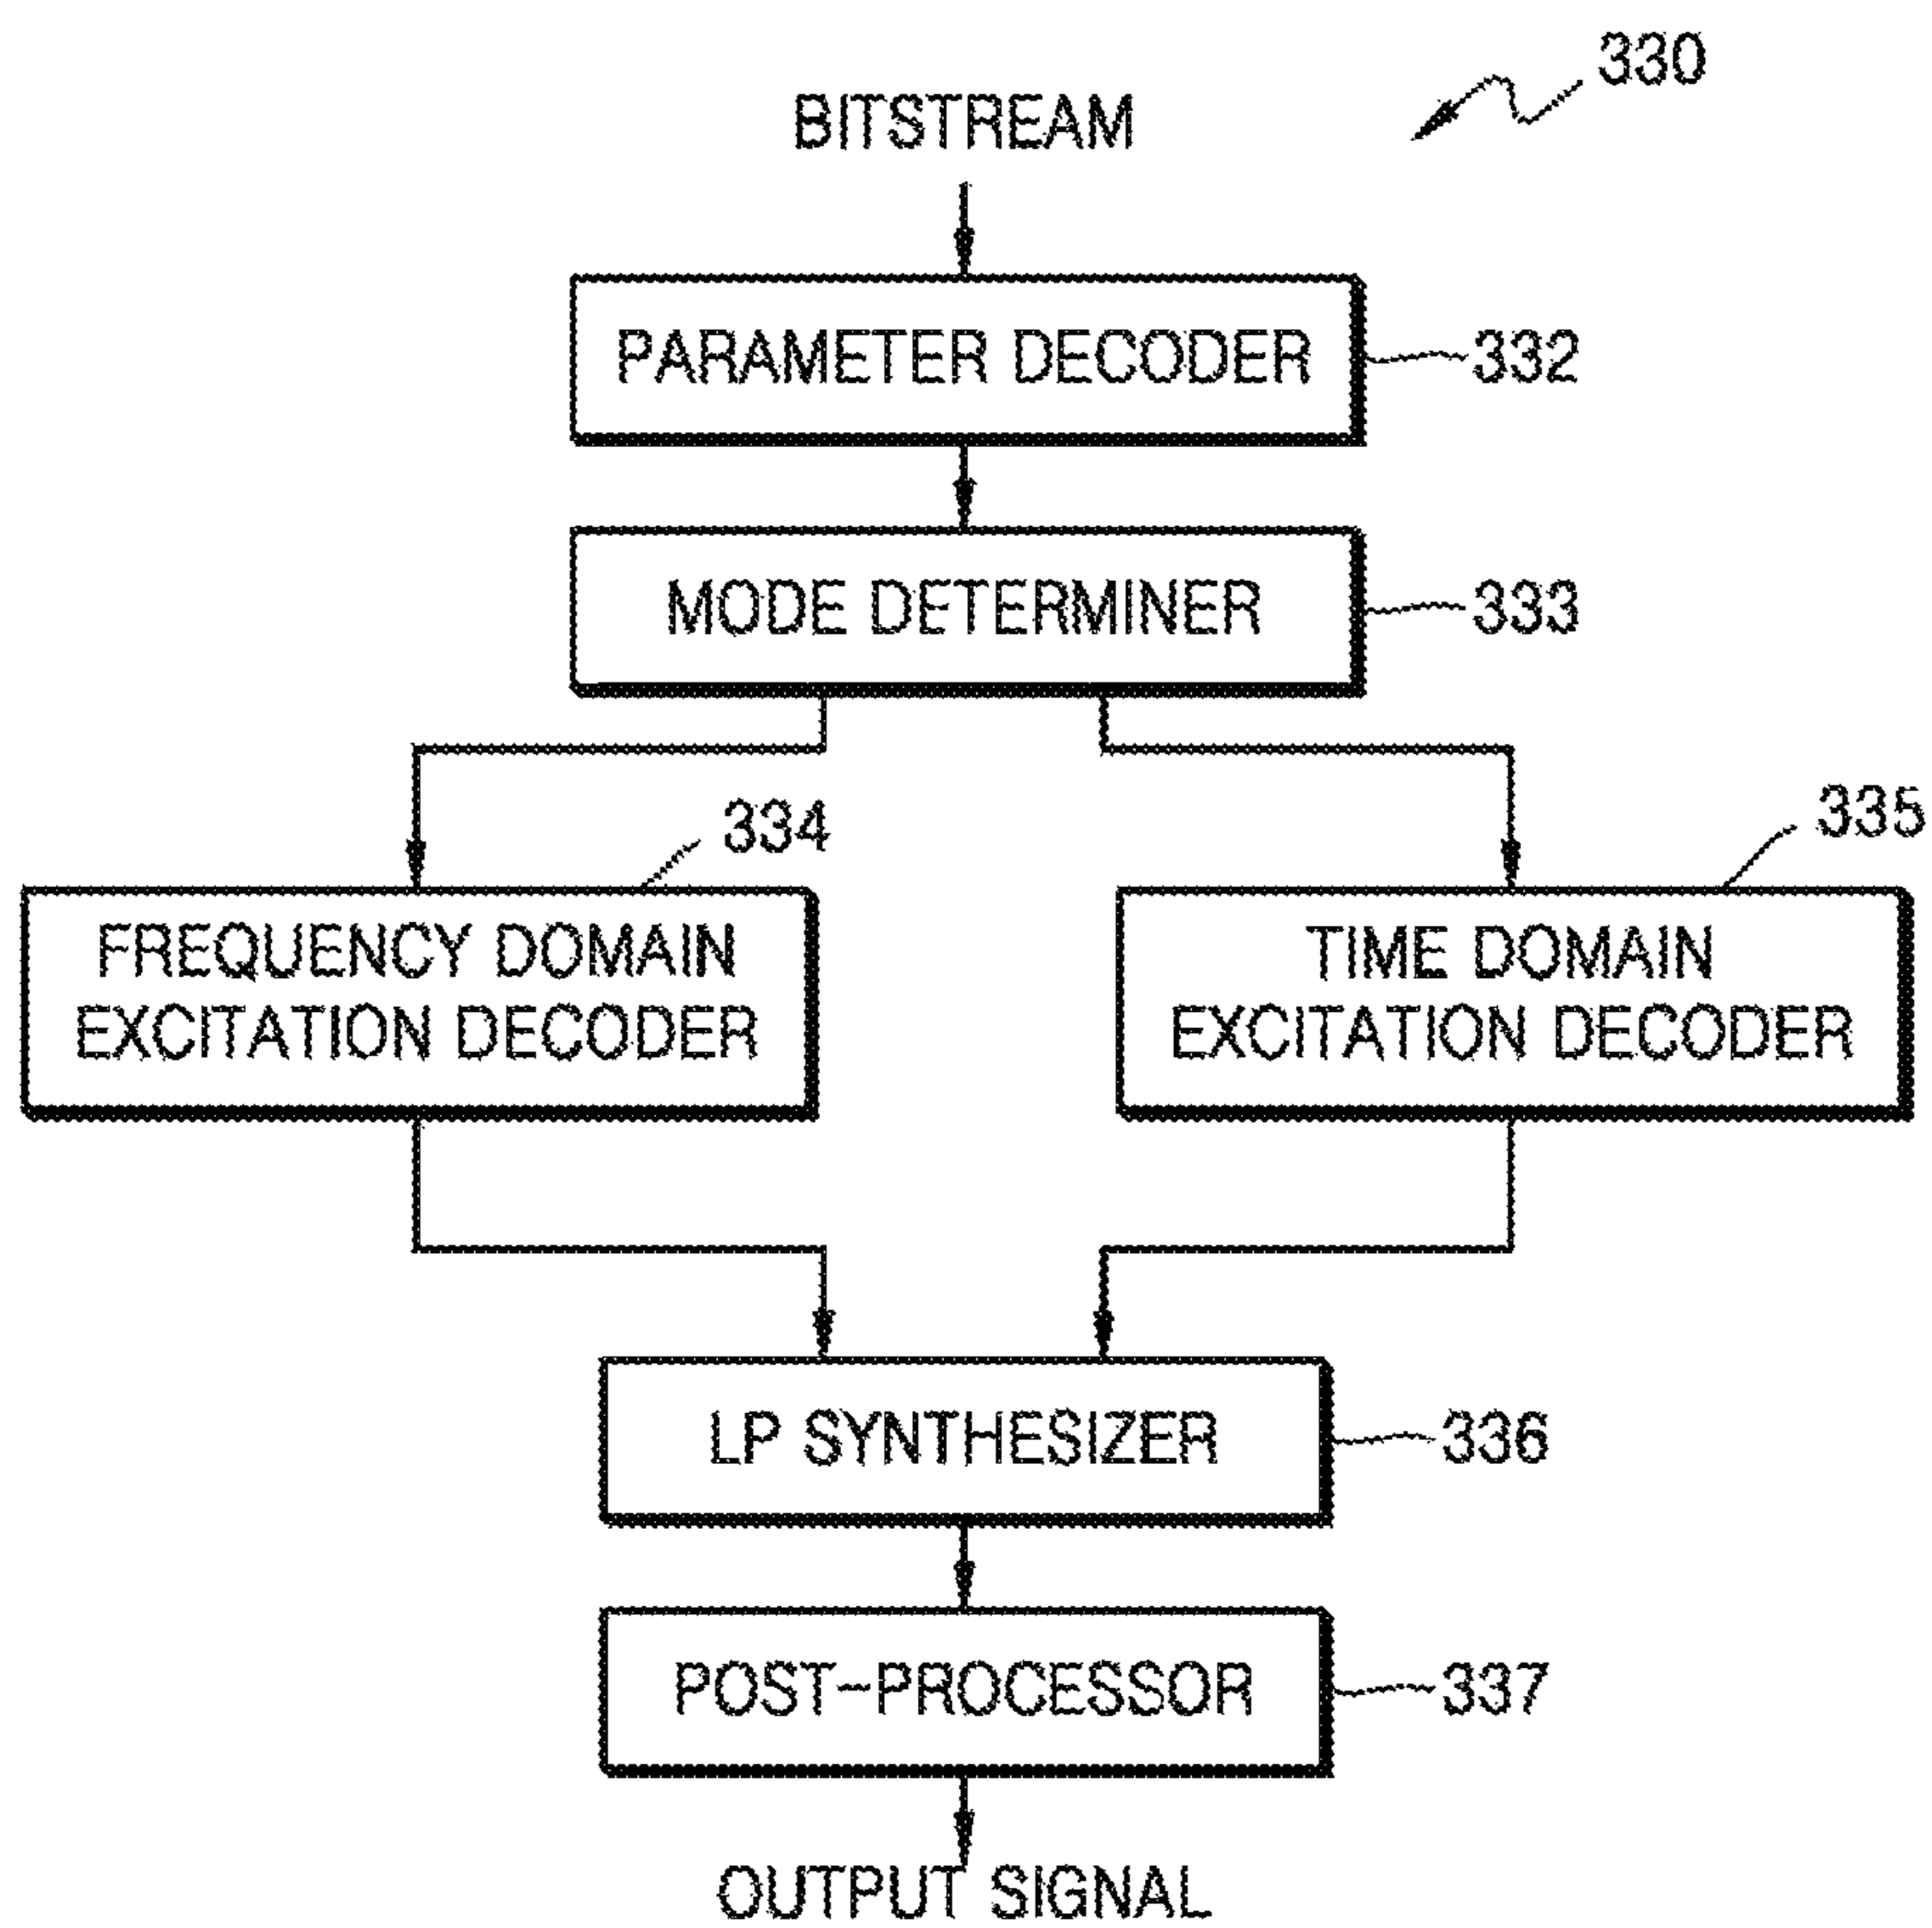 330
BITSTREAM
PARAMETER DECODER
332
MODE DETERMINER
333
334
335
FREQUENCY DOMAIN
EXCITATION DECODER
TIME DOMAIN
EXCITATION DECODER
LP SYNTHESIZER
336
POST-PROCESSOR
337
OUTPUT SIGNAL